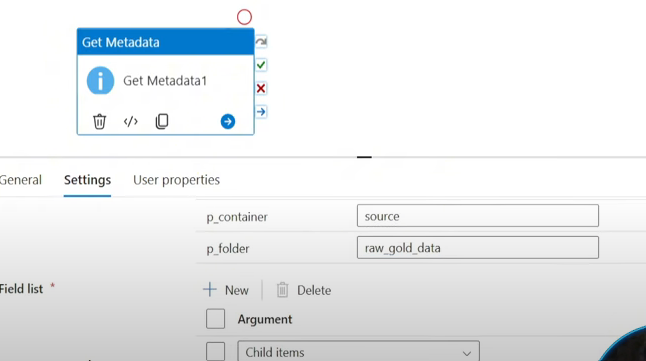 Get Metadata
Get Metadata1
General Settings User properties
p_container source
p_folder raw_gold_data
Field list * + New Delete
Argument
Child items